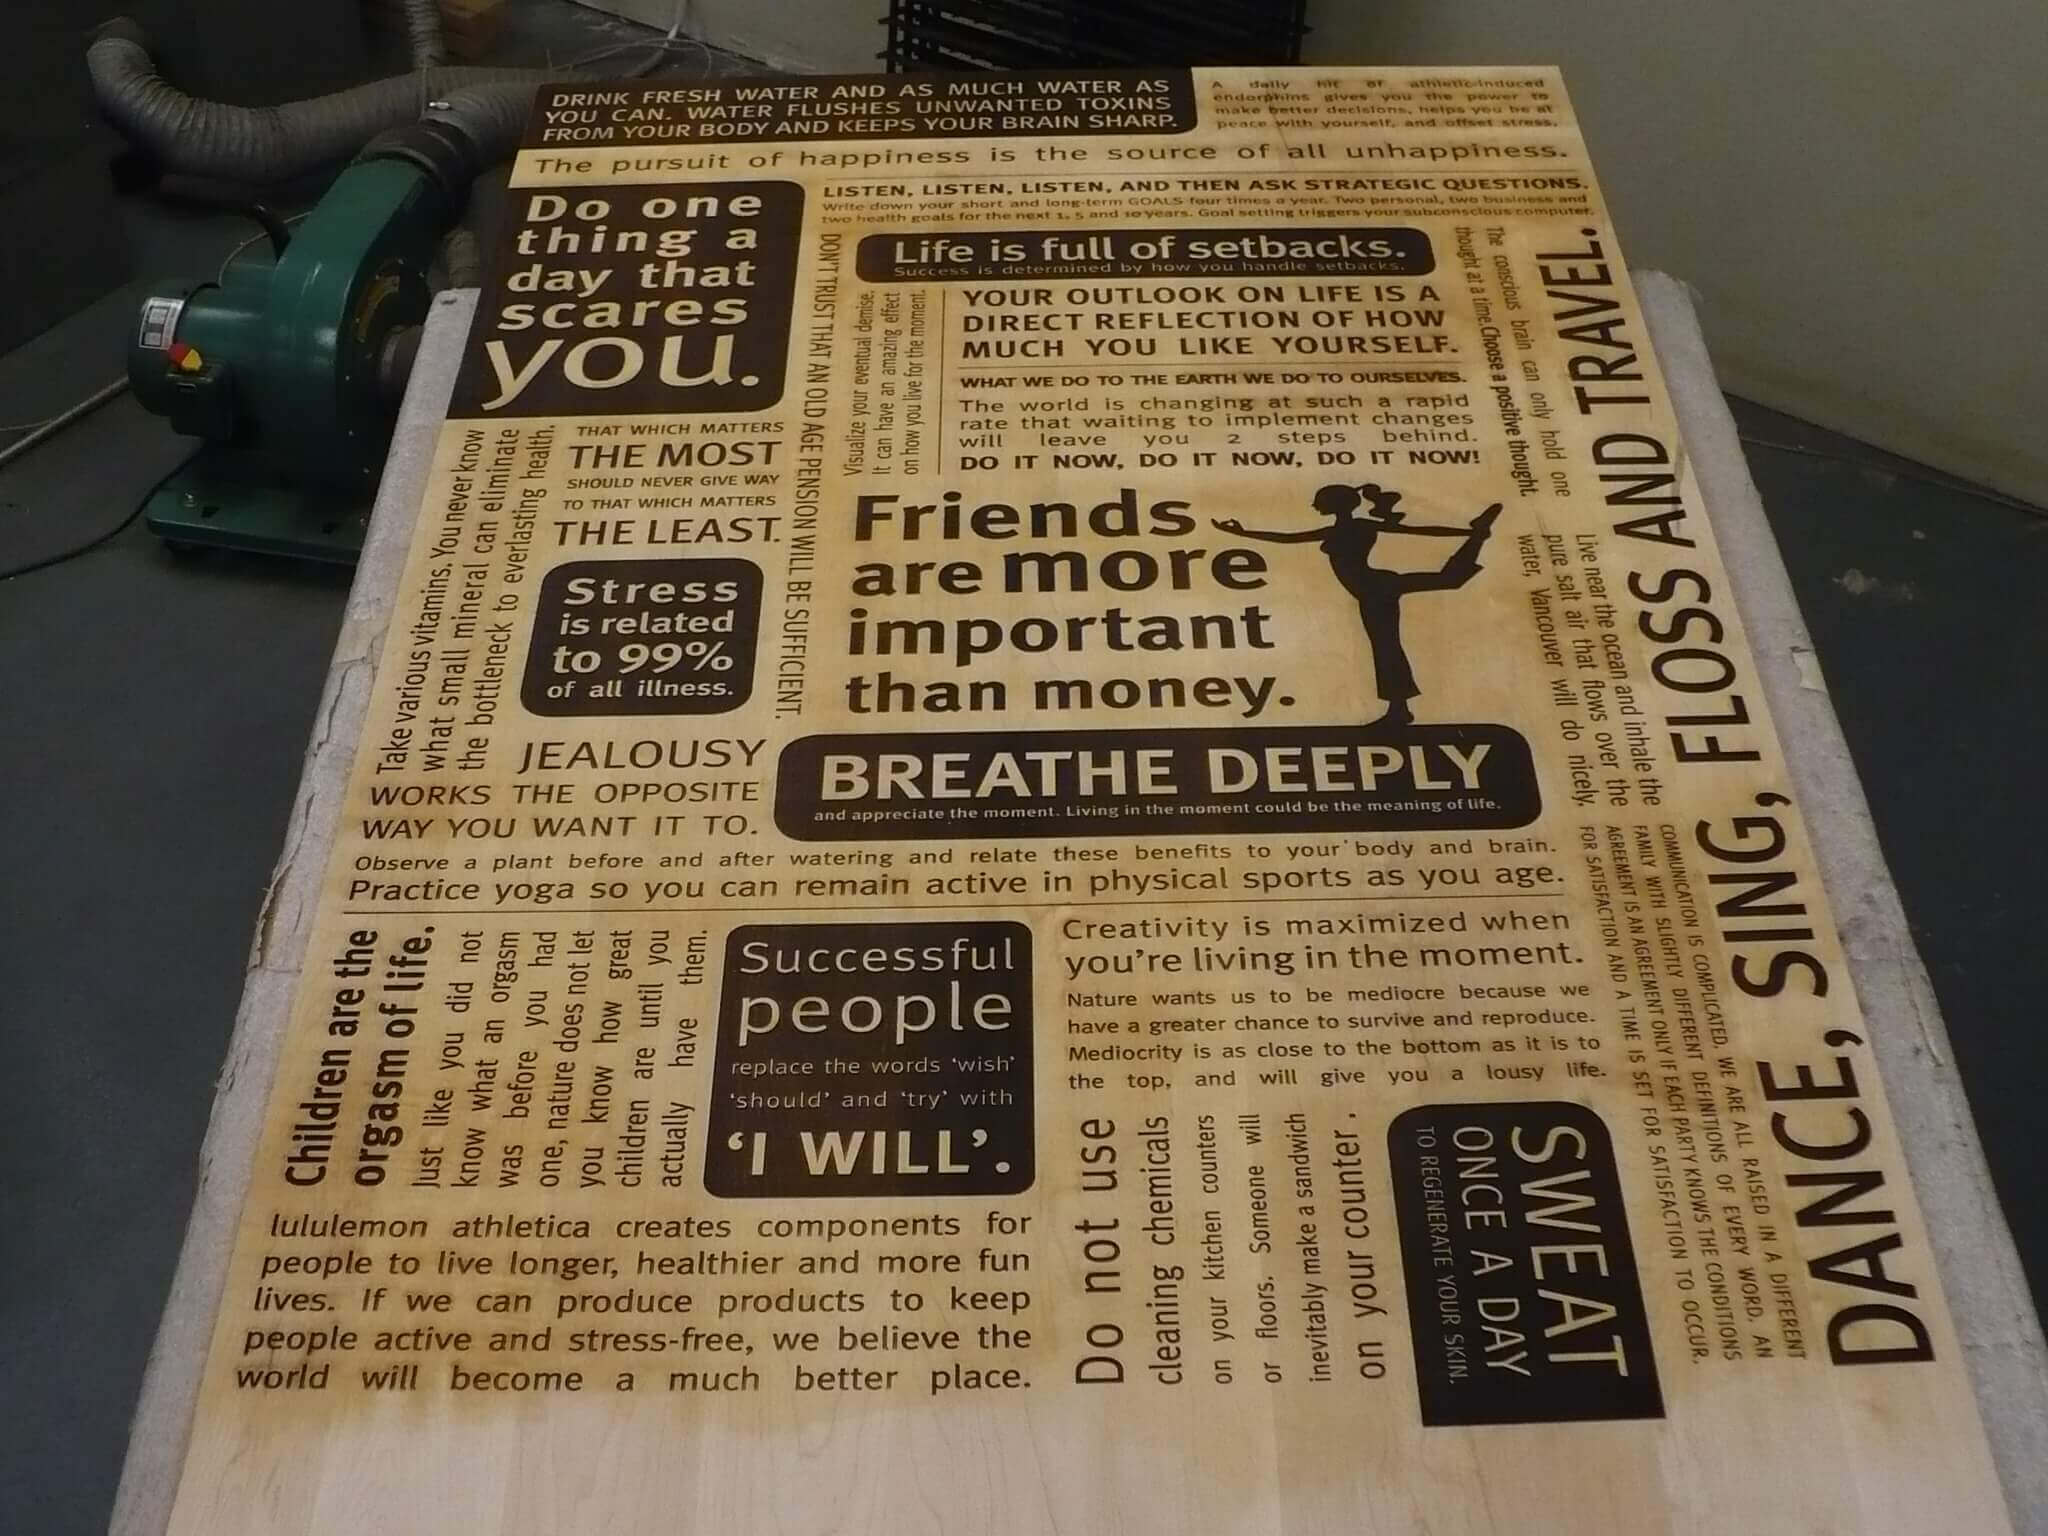 DRINK FRESH WATER AND AS MUCH WATER AS
YOU CAN. WATER FLUSHES UNWANTED TOXINS
FROM YOUR BODY AND KEEPS YOUR BRAIN SHARP.
A daily hit of athletic-induced
endorphins gives you the power to
make better decisions, helps you be at
peace with yourself, and offset stress.
The pursuit of happiness is the source of all unhappiness.
Do one
thing a
day that
scares
you.
LISTEN, LISTEN, LISTEN, AND THEN ASK STRATEGIC QUESTIONS.
Write down your short and long-term GOALS four times a year. Two personal, two business and
two health goals for the next 1, 5 and 10 years. Goal setting triggers your subconscious computer.
DON'T TRUST THAT AN OLD AGE PENSION WILL BE SUFFICIENT.
Life is full of setbacks.
Success is determined by how you handle setbacks.
Visualize your eventual demise.
It can have an amazing effect
on how you live for the moment.
YOUR OUTLOOK ON LIFE IS A
DIRECT REFLECTION OF HOW
MUCH YOU LIKE YOURSELF.
WHAT WE DO TO THE EARTH WE DO TO OURSELVES.
The world is changing at such a rapid
rate that waiting to implement changes
will leave you 2 steps behind.
DO IT NOW, DO IT NOW, DO IT NOW!
The conscious brain can only hold one
thought at a time. Choose a positive thought.
Take various vitamins. You never know
what small mineral can eliminate
the bottleneck to everlasting health.
THAT WHICH MATTERS
THE MOST
SHOULD NEVER GIVE WAY
TO THAT WHICH MATTERS
THE LEAST.
Stress
is related
to 99%
of all illness.
Friends
are more
important
than money.
Live near the ocean and inhale the
pure salt air that flows over the
water, Vancouver will do nicely.
JEALOUSY
WORKS THE OPPOSITE
WAY YOU WANT IT TO.
BREATHE DEEPLY
and appreciate the moment. Living in the moment could be the meaning of life.
Observe a plant before and after watering and relate these benefits to your body and brain.
Practice yoga so you can remain active in physical sports as you age.
COMMUNICATION IS COMPLICATED. WE ARE ALL RAISED IN A DIFFERENT
FAMILY WITH SLIGHTLY DIFFERENT DEFINITIONS OF EVERY WORD. AN
AGREEMENT IS AN AGREEMENT ONLY IF EACH PARTY KNOWS THE CONDITIONS
FOR SATISFACTION AND A TIME IS SET FOR SATISFACTION TO OCCUR.
DANCE, SING, FLOSS AND TRAVEL.
Children are the
orgasm of life.
Just like you did not
know what an orgasm
was before you had
one, nature does not let
you know how great
children are until you
actually have them.
Successful
people
replace the words 'wish'
'should' and 'try' with
'I WILL'.
Creativity is maximized when
you're living in the moment.
Nature wants us to be mediocre because we
have a greater chance to survive and reproduce.
Mediocrity is as close to the bottom as it is to
the top, and will give you a lousy life.
Do not use
cleaning chemicals
on your kitchen counters
or floors. Someone will
inevitably make a sandwich
on your counter.
SWEAT
ONCE A DAY
TO REGENERATE YOUR SKIN.
lululemon athletica creates components for
people to live longer, healthier and more fun
lives. If we can produce products to keep
people active and stress-free, we believe the
world will become a much better place.